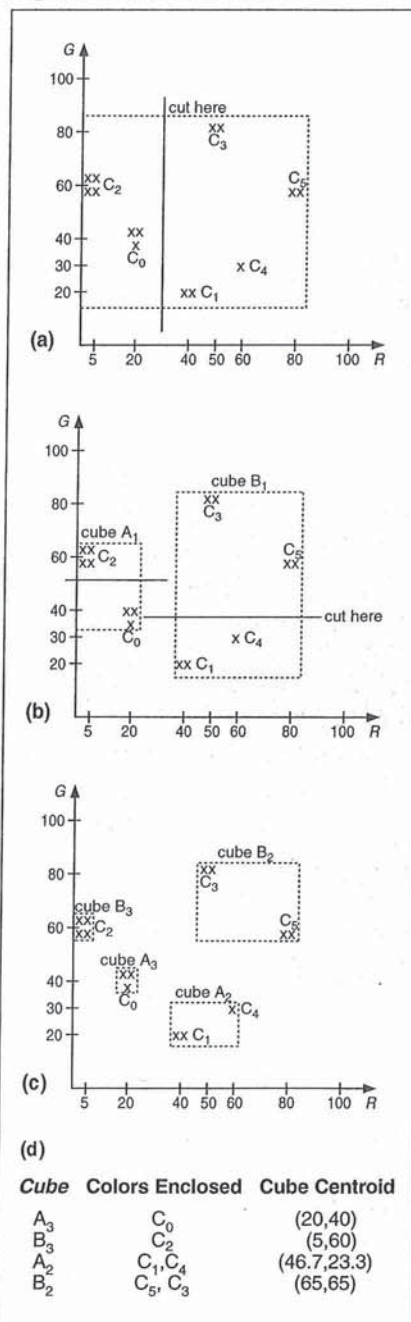 G
100
cut here
80
xx
C3
60
xx
xx
C2
C5
xx
40
xx
x
C0
30
x C4
20
xx C1
(a)
5 20 40 50 60 80 100 R
G
100
cube B1
80
xx
C3
cube A1
60
xx
xx
C2
C5
xx
40
xx
x
C0
cut here
30
x C4
20
xx C1
(b)
5 20 40 50 60 80 100 R
G
100
cube B2
80
xx
C3
cube B3
60
xx
xx
C2
C5
xx
cube A3
40
xx
x
C0
cube A2
30
x C4
20
xx C1
(c)
5 20 40 50 60 80 100 R
(d)
Cube Colors Enclosed Cube Centroid
A3 C0 (20,40)
B3 C2 (5,60)
A2 C1,C4 (46.7,23.3)
B2 C5, C3 (65,65)